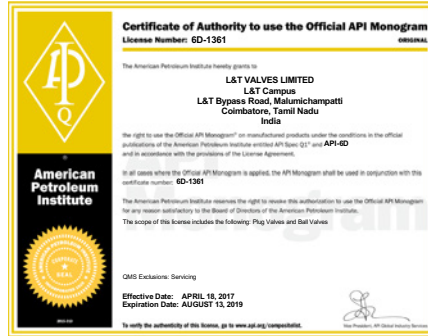 Certificate of Authority to use the Official API Monogram
License Number: 6D-1361
ORIGINAL
The American Petroleum Institute hereby grants to
L&T VALVES LIMITED
L&T Campus
L&T Bypass Road, Malumichampatti
Coimbatore, Tamil Nadu
India
the right to use the Official API Monogram® on manufactured products under the conditions in the official
publications of the American Petroleum Institute entitled API Spec Q1® and API-6D
and in accordance with the provisions of the License Agreement.
In all cases where the Official API Monogram is applied, the API Monogram shall be used in conjunction with this
certificate number: 6D-1361
The American Petroleum Institute reserves the right to revoke this authorization to use the Official API Monogram
for any reason satisfactory to the Board of Directors of the American Petroleum Institute.
The scope of this license includes the following: Plug Valves and Ball Valves
QMS Exclusions: Servicing
Effective Date: APRIL 18, 2017
Expiration Date: AUGUST 13, 2019
To verify the authenticity of this license, go to www.api.org/compositelist.
Vice President, API Global Industry Services
API
Q
American
Petroleum
Institute
SEAL